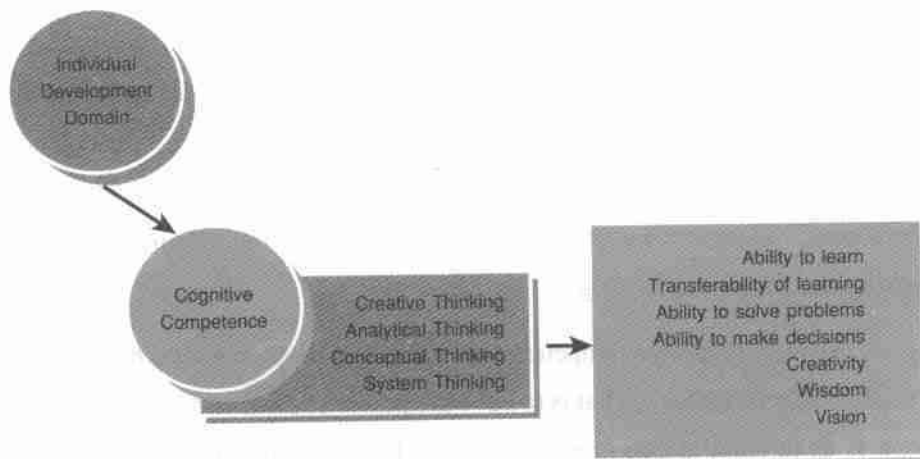 Individual
Development
Domain
Cognitive
Competence
Creative Thinking
Analytical Thinking
Conceptual Thinking
System Thinking
Ability to learn
Transferability of learning
Ability to solve problems
Ability to make decisions
Creativity
Wisdom
Vision